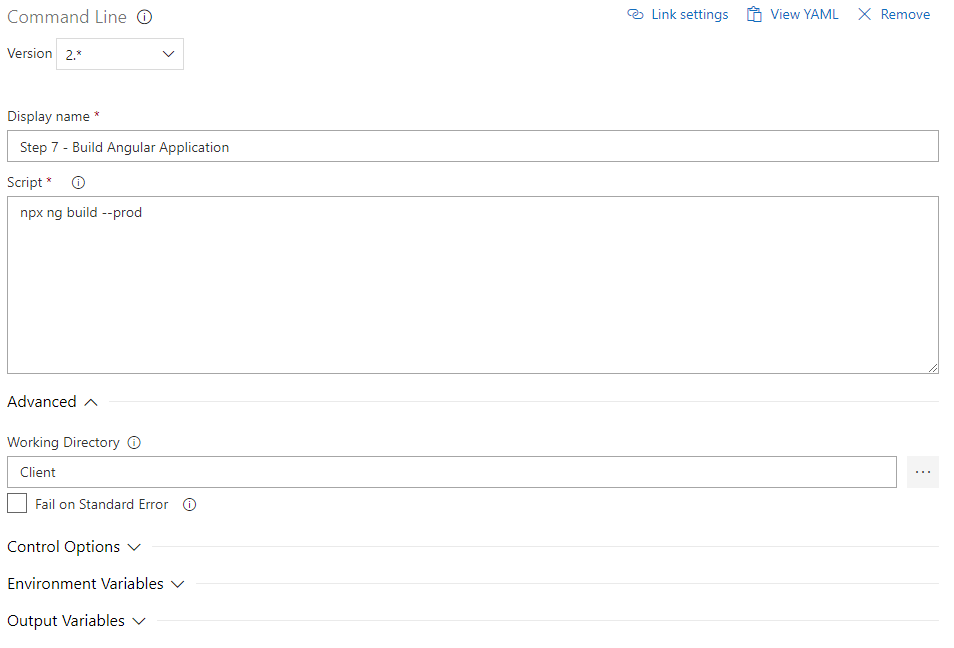 Command Line
Link settings View YAML Remove
Version 2.*
Display name *
Step 7 - Build Angular Application
Script *
npx ng build --prod
Advanced
Working Directory
Client
...
Fail on Standard Error
Control Options
Environment Variables
Output Variables